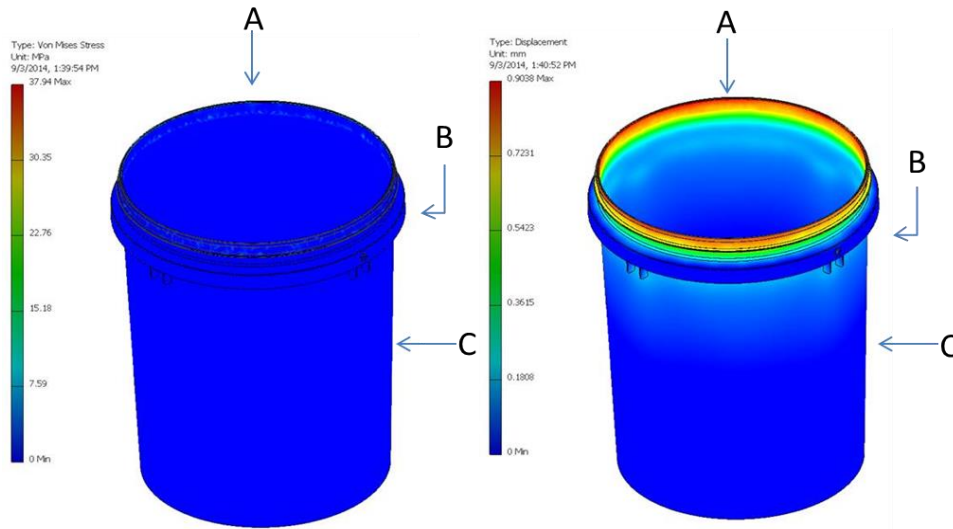 A
Type: Von Mises Stress
Unit: MPa
9/3/2014, 1:39:54 PM
37.94 Max
30.35
22.76
15.18
7.59
0 Min
B
C
A
Type: Displacement
Unit: mm
9/3/2014, 1:40:52 PM
0.9038 Max
0.7231
0.5423
0.3615
0.1808
0 Min
B
C